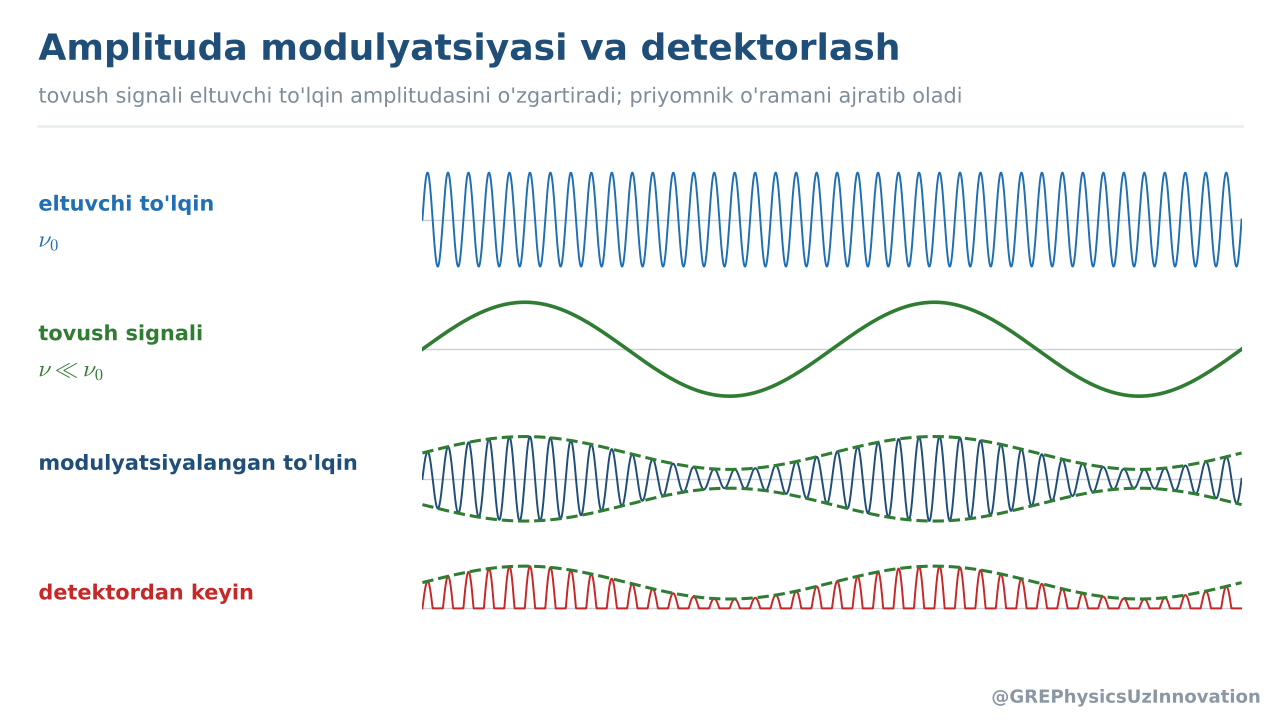 Amplituda modulyatsiyasi va detektorlash
tovush signali eltuvchi to'lqin amplitudasini o'zgartiradi; priyomnik o'ramani ajratib oladi
eltuvchi to'lqin
ν₀
tovush signali
ν ≪ ν₀
modulyatsiyalangan to'lqin
detektordan keyin
@GREPhysicsUzInnovation